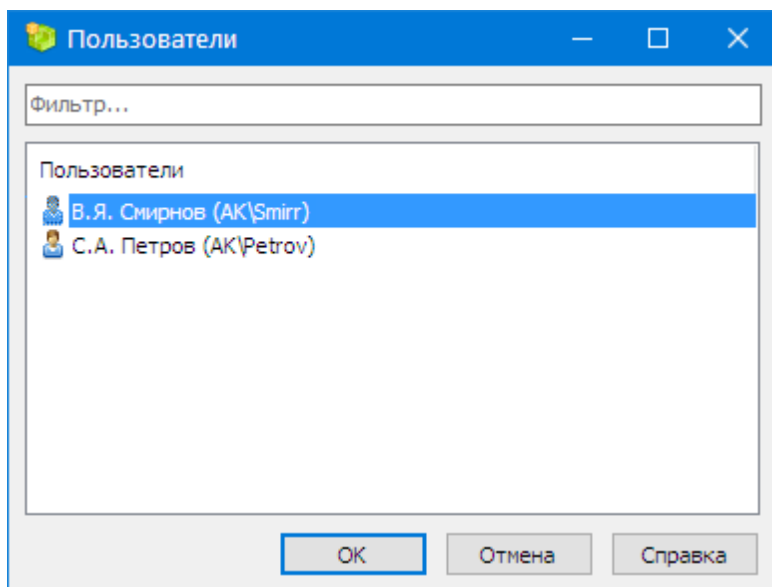 Пользователи
Фильтр...
Пользователи
В.Я. Смирнов (AK\Smirr)
С.А. Петров (AK\Petrov)
OK
Отмена
Справка